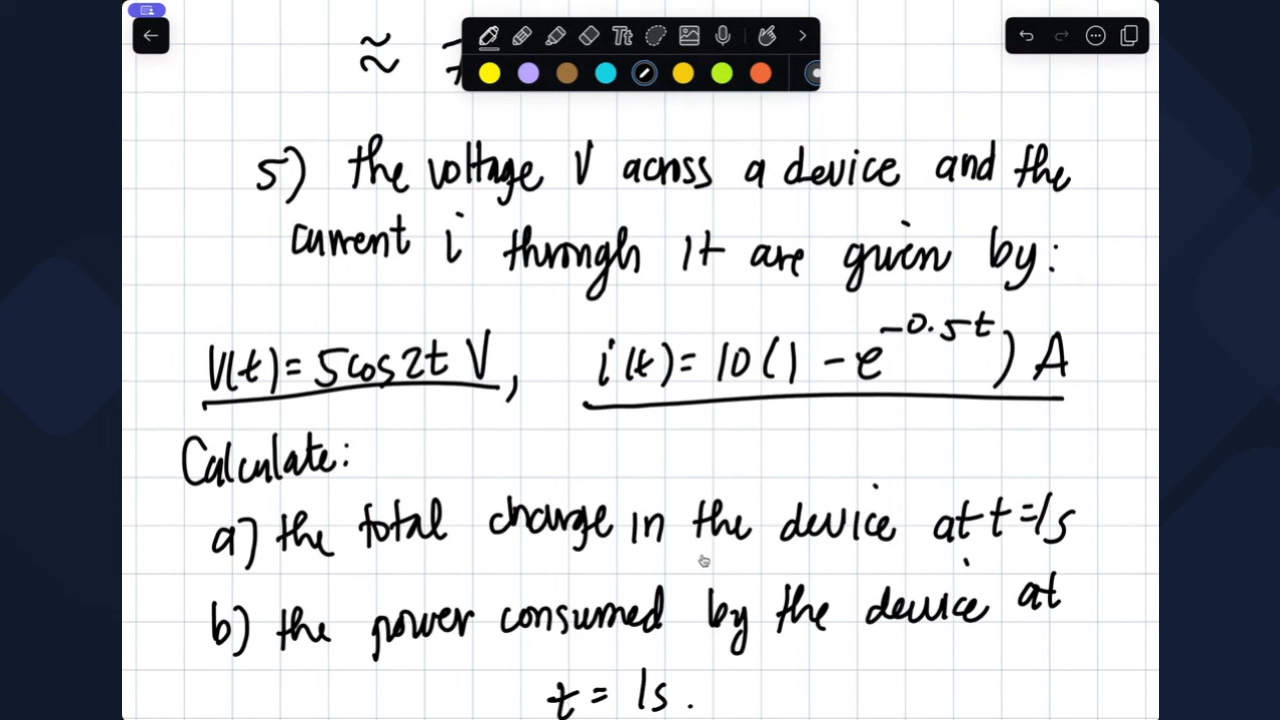 ≈
5) the voltage V across a device and the
current i through it are given by:
V(t) = 5cos2t V, i(t) = 10(1 - e^-0.5t) A
Calculate:
a) the total charge in the device at t = 1s
b) the power consumed by the device at
t = 1s.